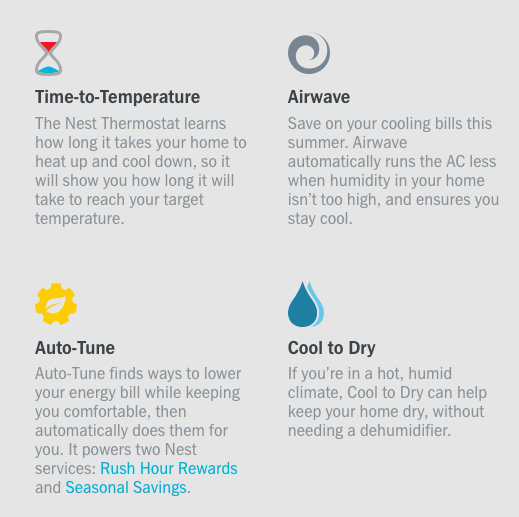 Time-to-Temperature
The Nest Thermostat learns
how long it takes your home to
heat up and cool down, so it
will show you how long it will
take to reach your target
temperature.
Airwave
Save on your cooling bills this
summer. Airwave
automatically runs the AC less
when humidity in your home
isn't too high, and ensures you
stay cool.
Auto-Tune
Auto-Tune finds ways to lower
your energy bill while keeping
you comfortable, then
automatically does them for
you. It powers two Nest
services: Rush Hour Rewards
and Seasonal Savings.
Cool to Dry
If you're in a hot, humid
climate, Cool to Dry can help
keep your home dry, without
needing a dehumidifier.